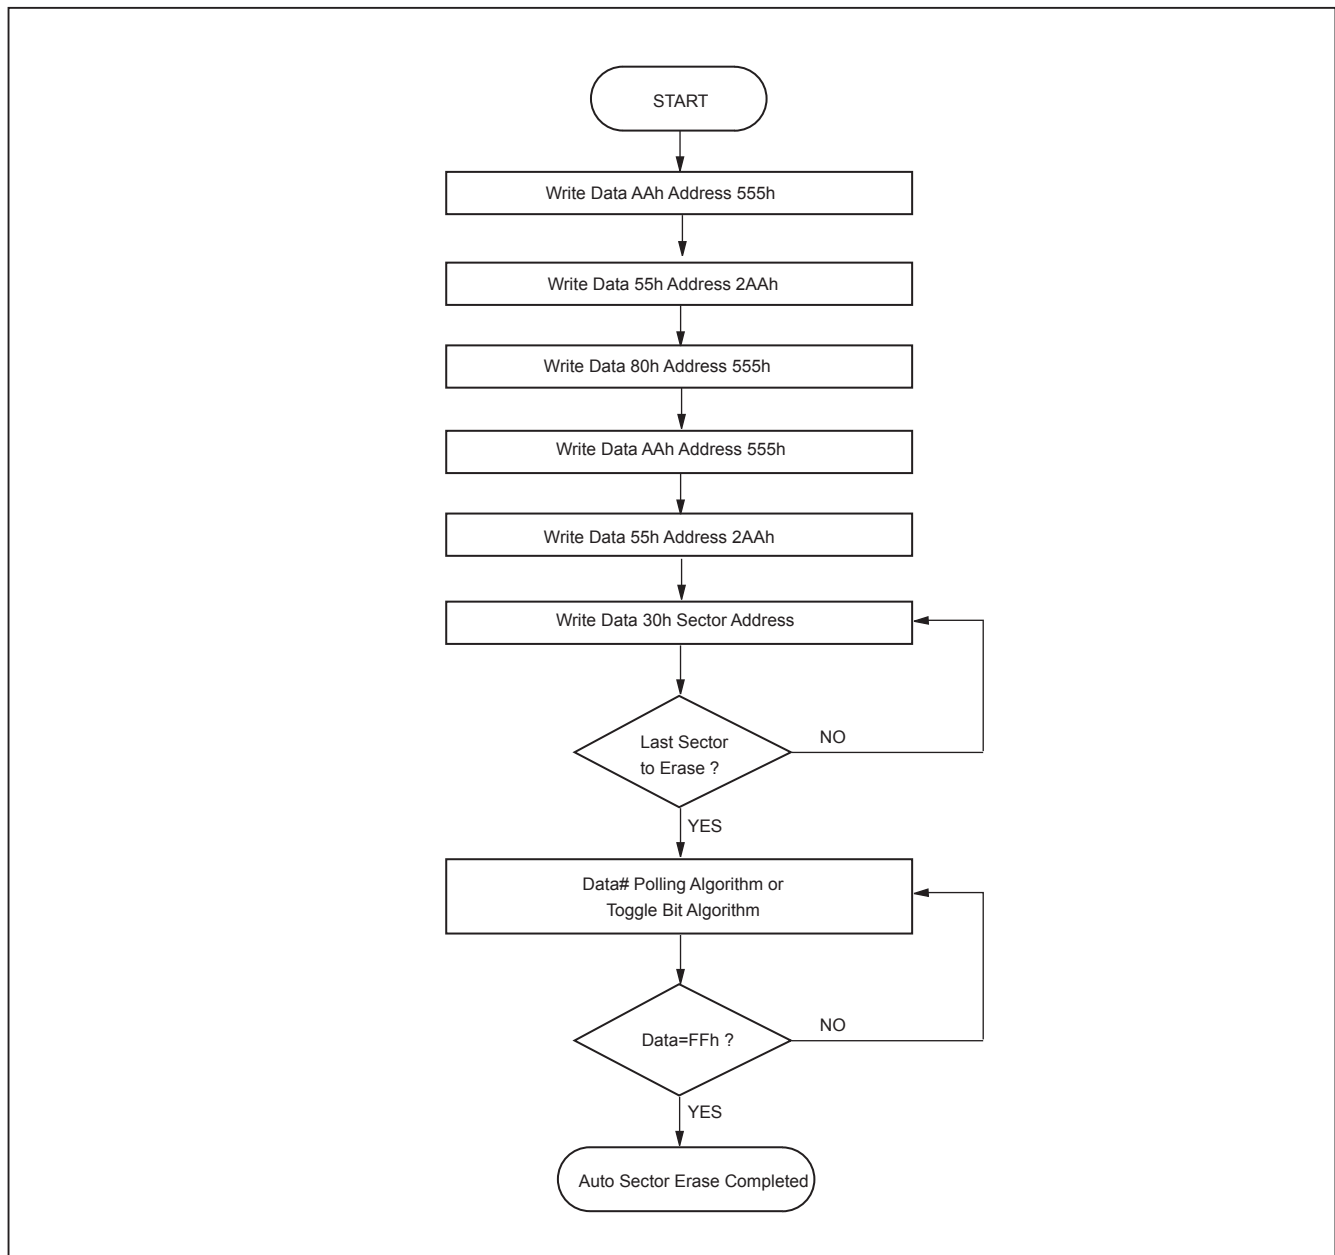 START
Write Data AAh Address 555h
Write Data 55h Address 2AAh
Write Data 80h Address 555h
Write Data AAh Address 555h
Write Data 55h Address 2AAh
Write Data 30h Sector Address
Last Sector
to Erase ?
NO
YES
Data# Polling Algorithm or
Toggle Bit Algorithm
Data=FFh ?
NO
YES
Auto Sector Erase Completed